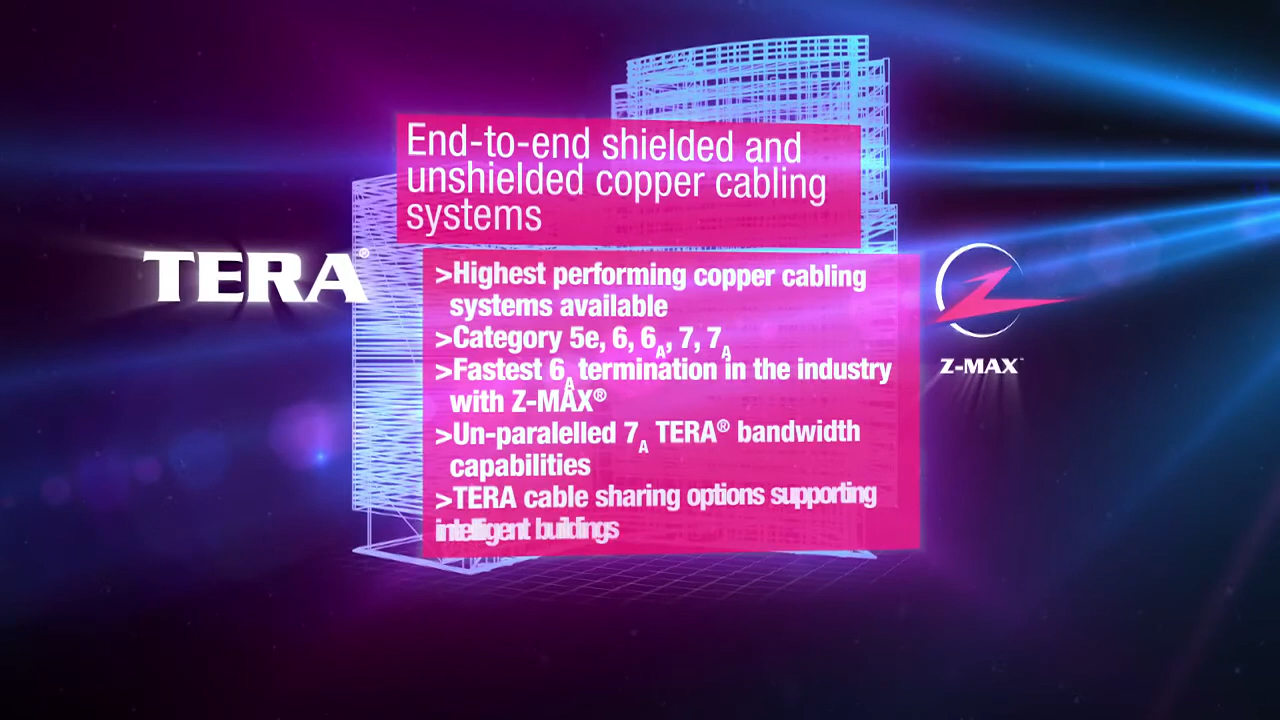 End-to-end shielded and
unshielded copper cabling
systems
TERA®
>Highest performing copper cabling
systems available
>Category 5e, 6, 6A, 7, 7A
>Fastest 6A termination in the industry
with Z-MAX®
>Un-paralelled 7A TERA® bandwidth
capabilities
>TERA cable sharing options supporting
intelligent buildings
Z-MAX™